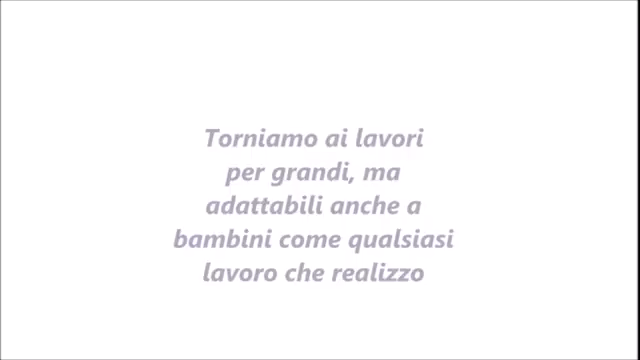 Torniamo ai lavori
per grandi, ma
adattabili anche a
bambini come qualsiasi
lavoro che realizzo